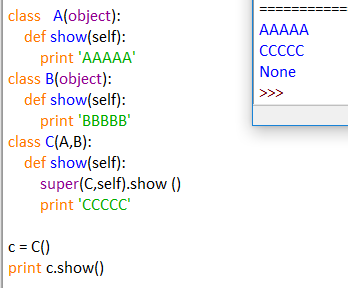 class   A(object):
    def show(self):
        print 'AAAAA'
class B(object):
    def show(self):
        print 'BBBBB'
class C(A,B):
    def show(self):
        super(C,self).show ()
        print 'CCCCC'

c = C()
print c.show()
===========
AAAAA
CCCCC
None
>>>